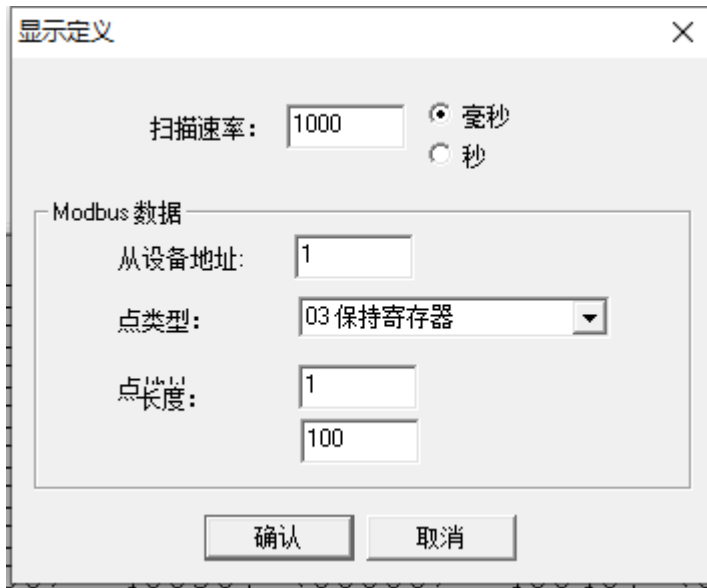 显示定义
扫描速率：
1000
毫秒
秒
Modbus 数据
从设备地址:
1
点类型：
03 保持寄存器
长度：
1
100
确认
取消